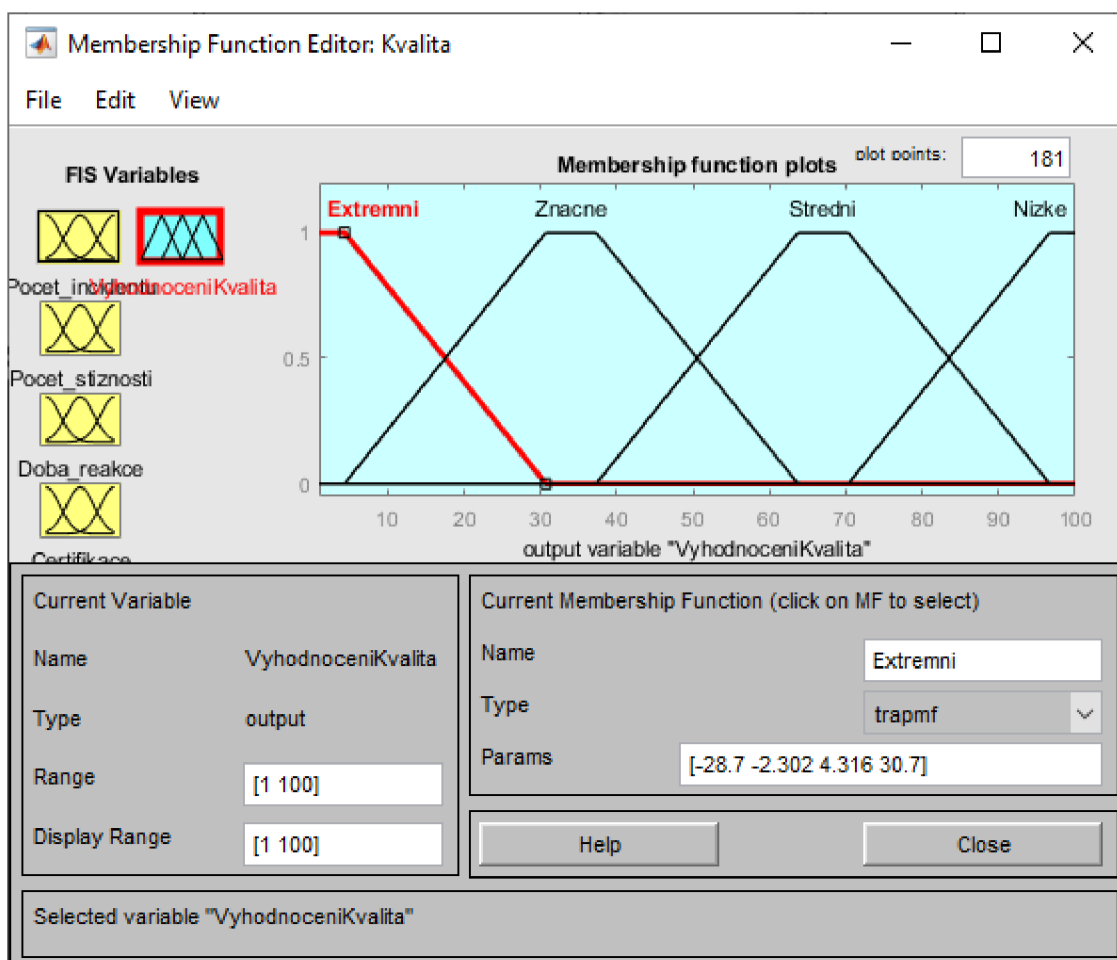 Membership Function Editor: Kvalita
File Edit View
FIS Variables
Pocet_incidentu
VyhodnoceniKvalita
Pocet_stiznosti
Doba_reakce
Certifikace
Membership function plots
plot points: 181
Extremni Znacne Stredni Nizke
1
0.5
0
10 20 30 40 50 60 70 80 90 100
output variable "VyhodnoceniKvalita"
Current Variable
Name VyhodnoceniKvalita
Type output
Range [1 100]
Display Range [1 100]
Current Membership Function (click on MF to select)
Name Extremni
Type trapmf
Params [-28.7 -2.302 4.316 30.7]
Help Close
Selected variable "VyhodnoceniKvalita"